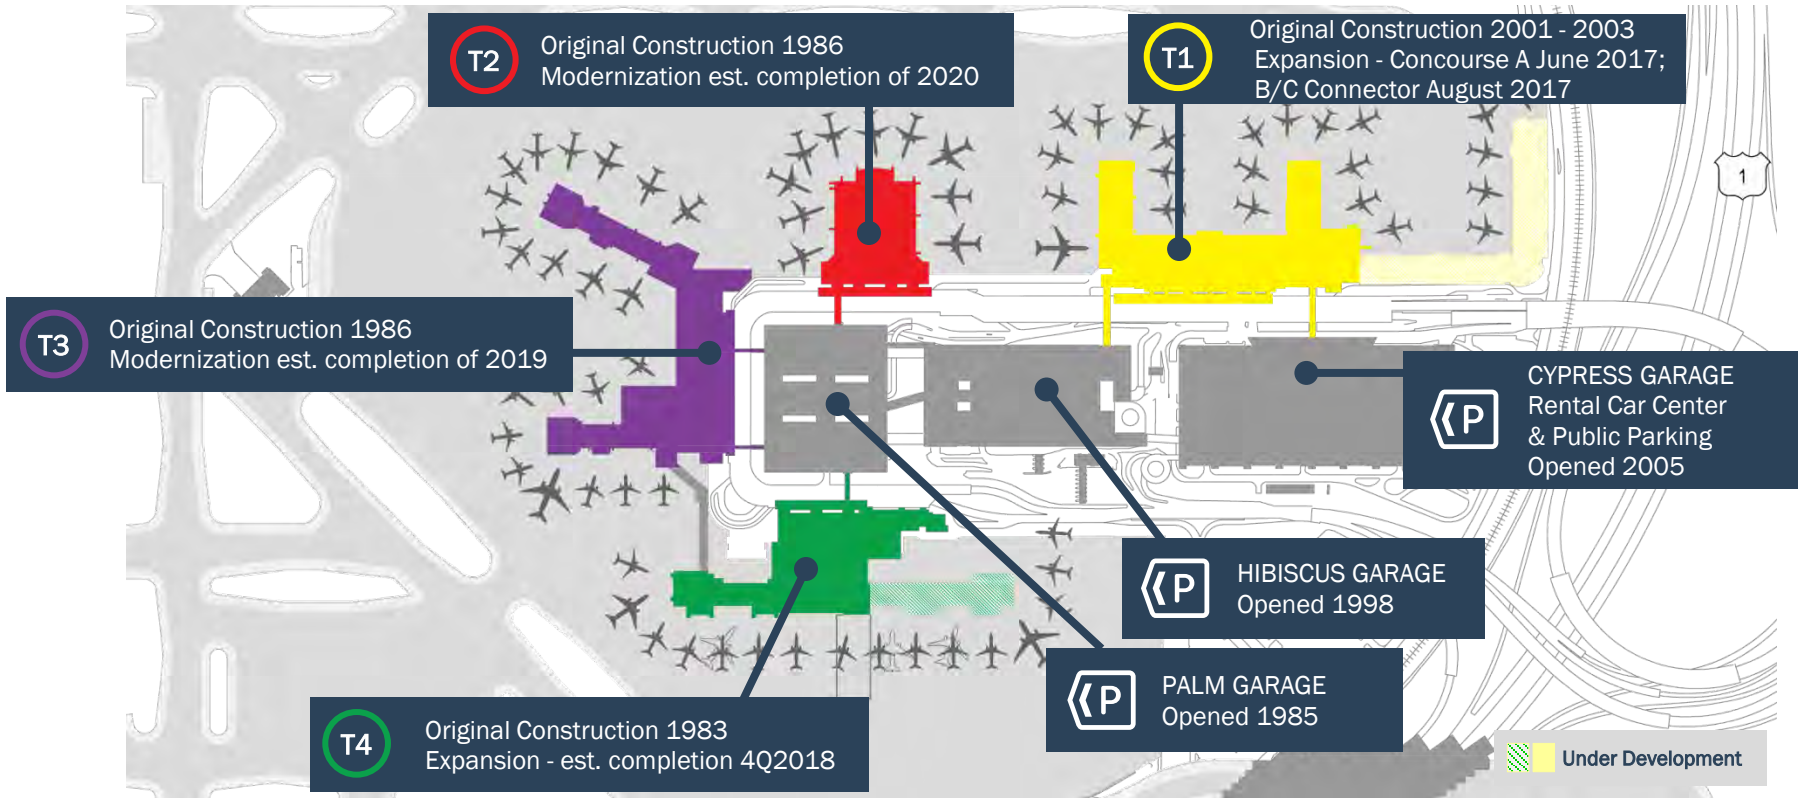 T2
Original Construction 1986
Modernization est. completion of 2020
T1
Original Construction 2001 - 2003
Expansion - Concourse A June 2017;
B/C Connector August 2017
1
T3
Original Construction 1986
Modernization est. completion of 2019
P
CYPRESS GARAGE
Rental Car Center
& Public Parking
Opened 2005
P
HIBISCUS GARAGE
Opened 1998
P
PALM GARAGE
Opened 1985
T4
Original Construction 1983
Expansion - est. completion 4Q2018
Under Development